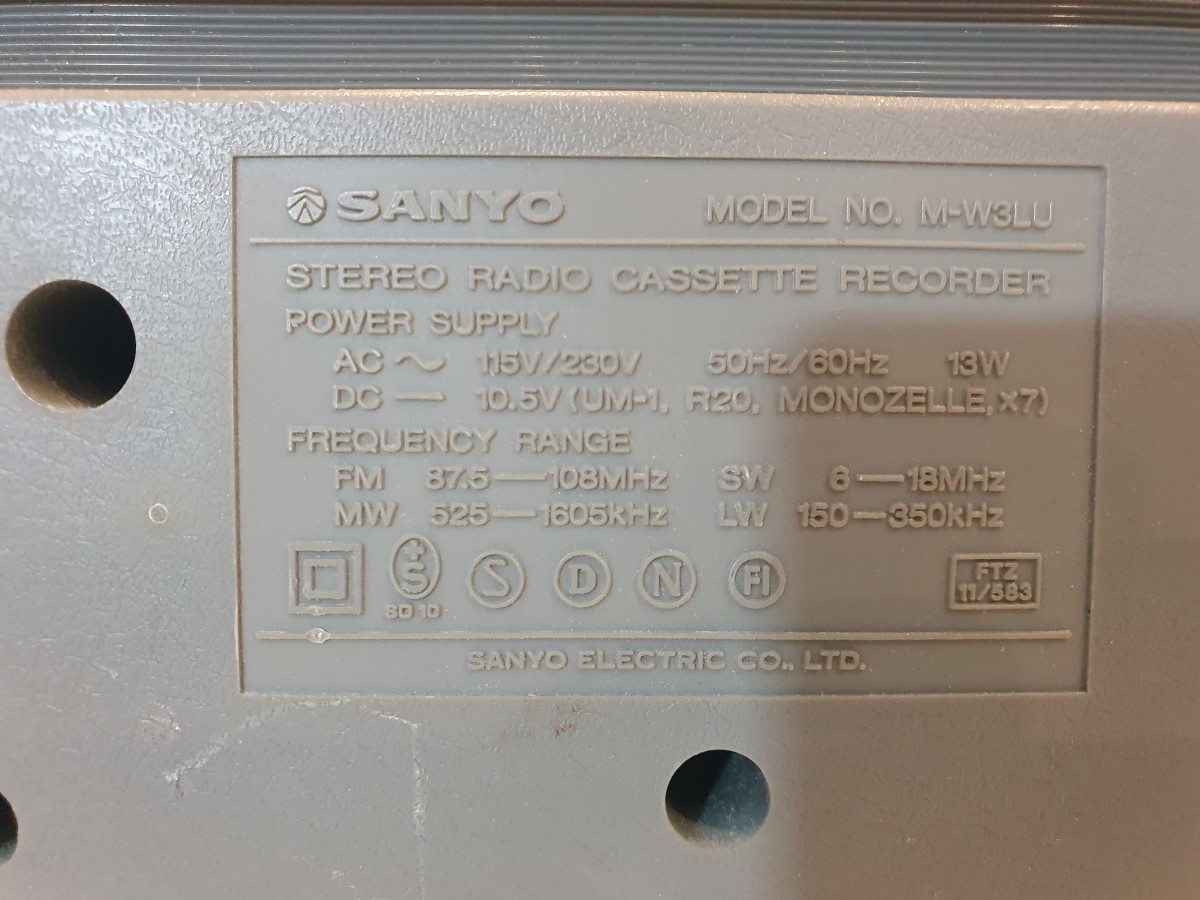 SANYO MODEL NO. M-W3LU
STEREO RADIO CASSETTE RECORDER
POWER SUPPLY
AC ～ 115V/230V 50Hz/60Hz 13W
DC — 10.5V (UM-1, R20, MONOZELLE, ×7)
FREQUENCY RANGE
FM 87.5—108MHz SW 6—18MHz
MW 525—1605kHz LW 150—350kHz
+S S D N FI FTZ
SD 10 11/583
SANYO ELECTRIC CO., LTD.